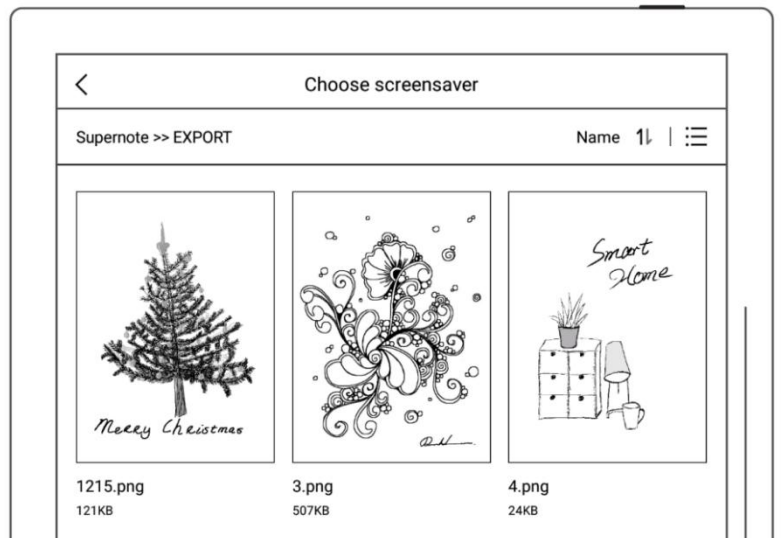 Choose screensaver
Supernote >> EXPORT
Name
Smart
Home
Merry Christmas
1215.png
3.png
4.png
121KB
507KB
24KB